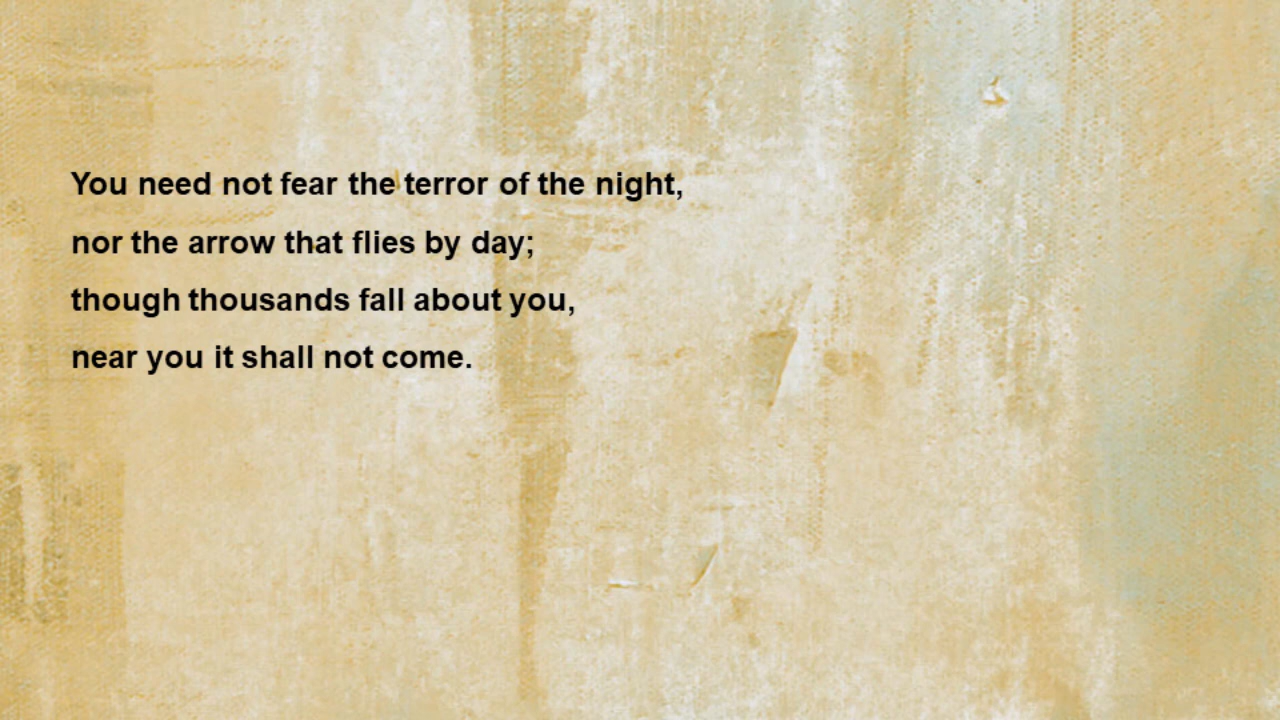 You need not fear the terror of the night,
nor the arrow that flies by day;
though thousands fall about you,
near you it shall not come.